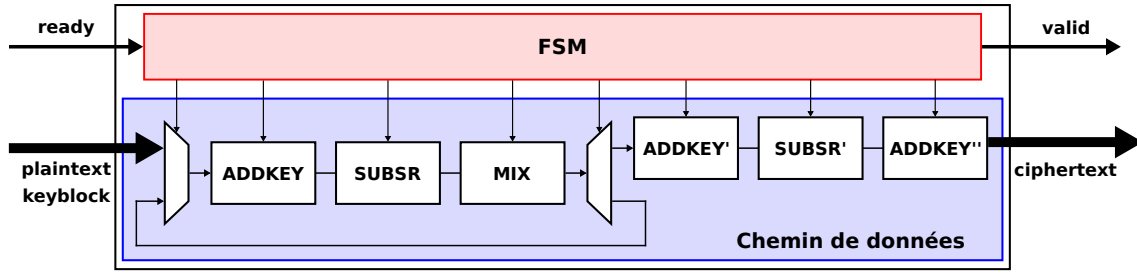 ready
FSM
valid
plaintext
keyblock
ADDKEY
SUBSR
MIX
ADDKEY'
SUBSR'
ADDKEY''
ciphertext
Chemin de données